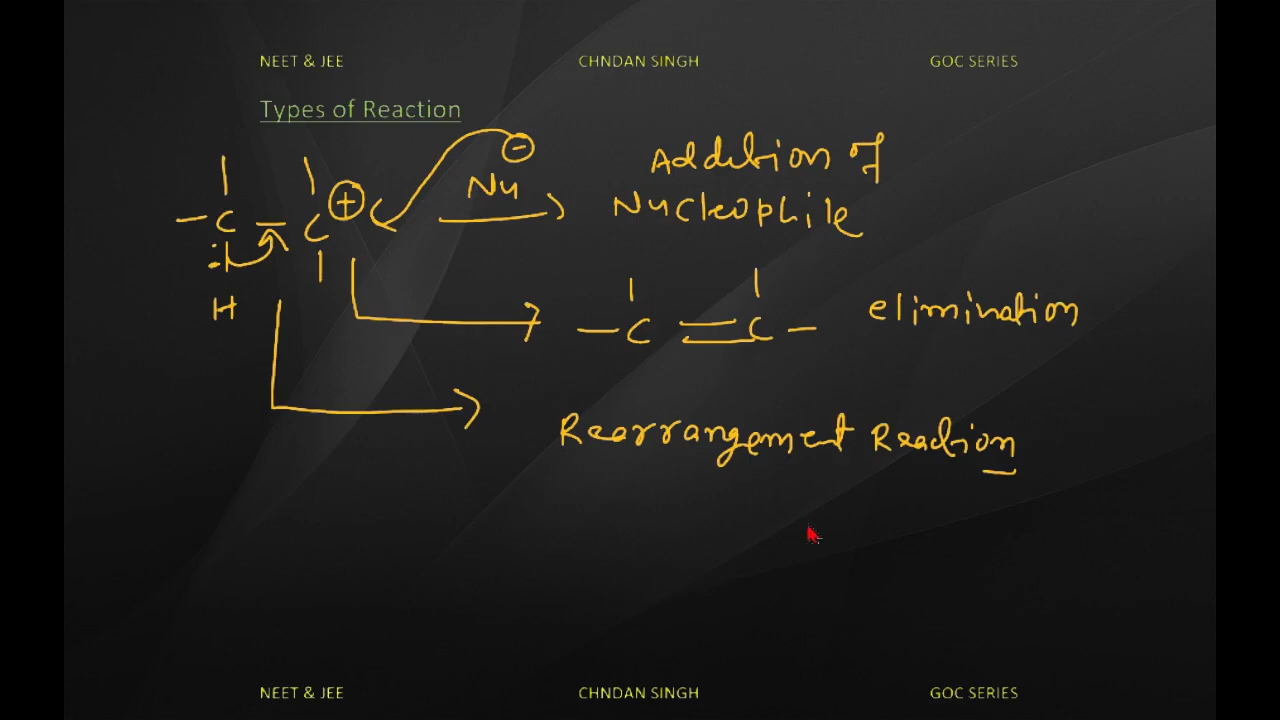 NEET & JEE CHNDAN SINGH GOC SERIES
Types of Reaction
Addition of
Nu ⊖
Nucleophile
– C – C ⊕
H
– C = C –
elimination
Rearrangement Reaction
NEET & JEE CHNDAN SINGH GOC SERIES